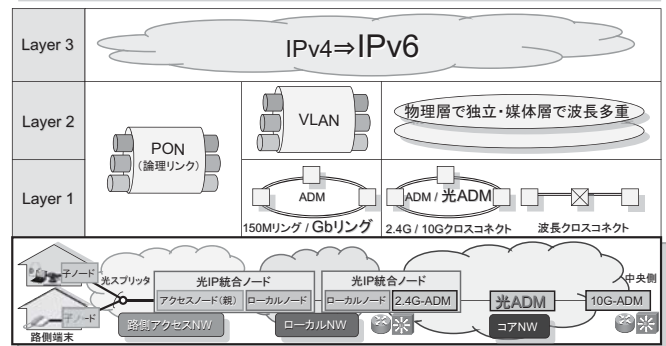 Layer 3
IPv4⇒IPv6
Layer 2
PON
(論理リンク)
VLAN
物理層で独立・媒体層で波長多重
Layer 1
ADM
150Mリング / Gbリング
ADM / 光ADM
2.4G / 10Gクロスコネクト
波長クロスコネクト
子ノード
子ノード
路側端末
光スプリッタ
光IP統合ノード
アクセスノード(親)
ローカルノード
光IP統合ノード
ローカルノード
2.4G-ADM
光ADM
中央側
10G-ADM
路側アクセスNW
ローカルNW
コアNW